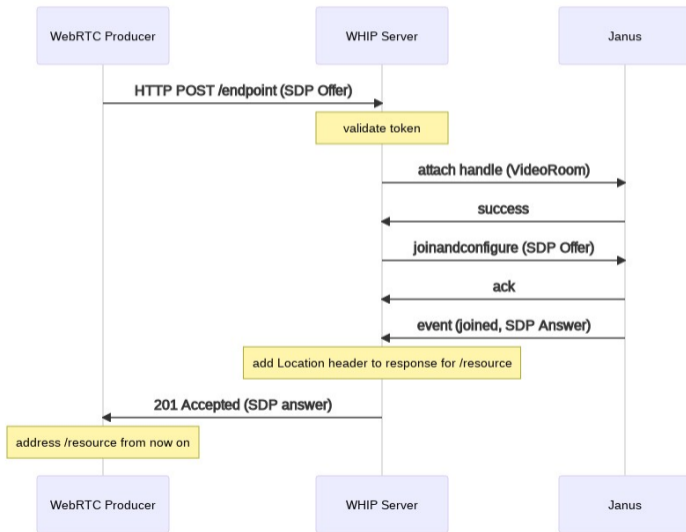 WebRTC Producer
WHIP Server
Janus
HTTP POST /endpoint (SDP Offer)
validate token
attach handle (VideoRoom)
success
joinandconfigure (SDP Offer)
ack
event (joined, SDP Answer)
add Location header to response for /resource
201 Accepted (SDP answer)
address /resource from now on
WebRTC Producer
WHIP Server
Janus